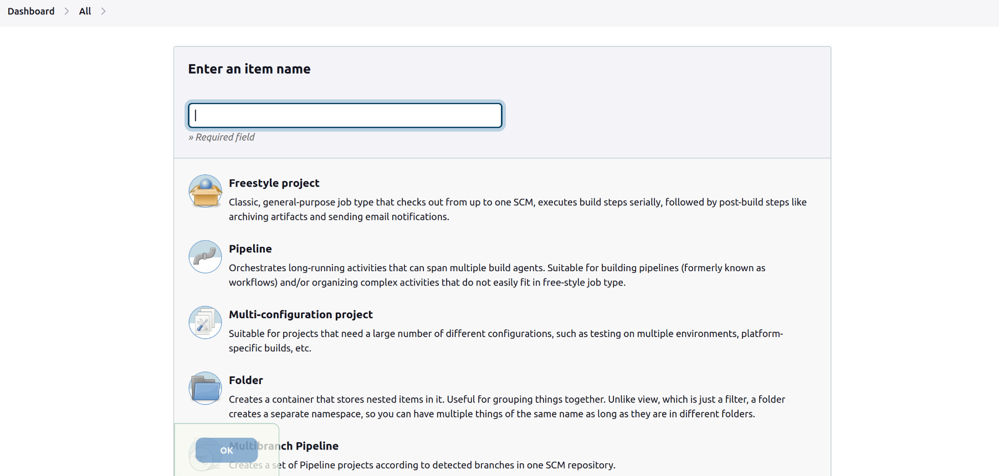 Dashboard > All >
Enter an item name
» Required field
Freestyle project
Classic, general-purpose job type that checks out from up to one SCM, executes build steps serially, followed by post-build steps like
archiving artifacts and sending email notifications.
Pipeline
Orchestrates long-running activities that can span multiple build agents. Suitable for building pipelines (formerly known as
workflows) and/or organizing complex activities that do not easily fit in free-style job type.
Multi-configuration project
Suitable for projects that need a large number of different configurations, such as testing on multiple environments, platform-
specific builds, etc.
Folder
Creates a container that stores nested items in it. Useful for grouping things together. Unlike view, which is just a filter, a folder
creates a separate namespace, so you can have multiple things of the same name as long as they are in different folders.
Multibranch Pipeline
OK
Creates a set of Pipeline projects according to detected branches in one SCM repository.